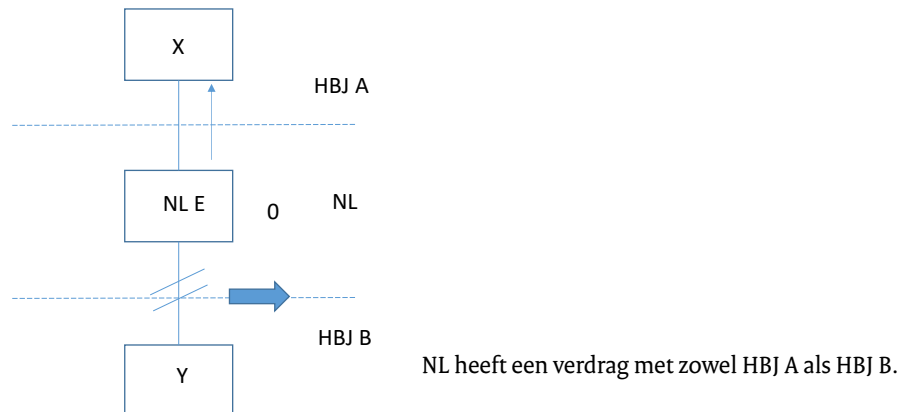 X
HBJ A
NL E
0
NL
HBJ B
Y
NL heeft een verdrag met zowel HBJ A als HBJ B.